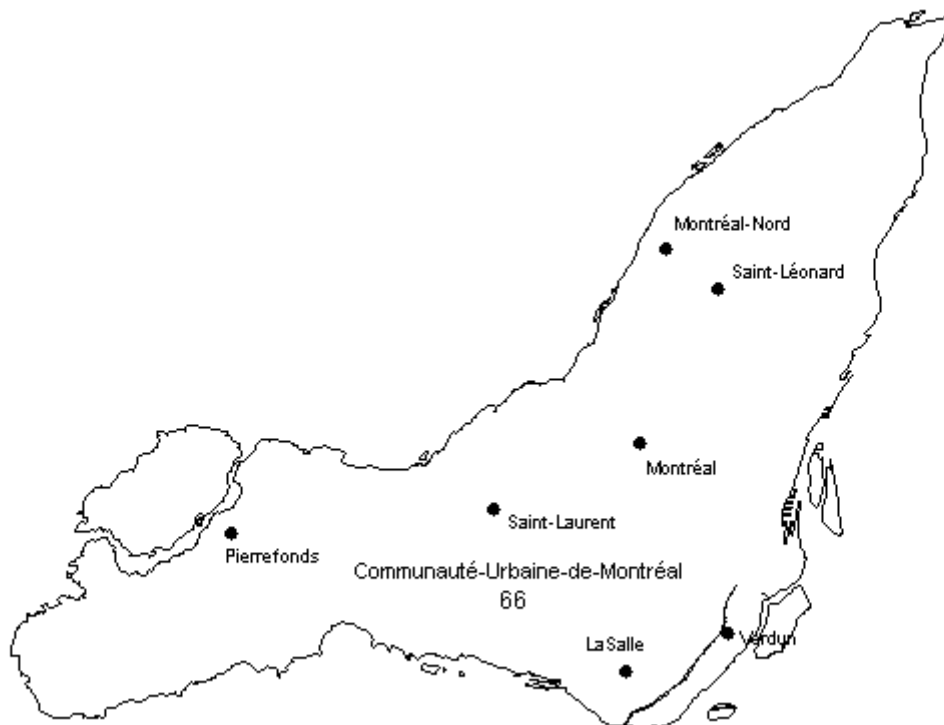 Montréal-Nord
Saint-Léonard
Montréal
Saint-Laurent
Pierrefonds
Communauté-Urbaine-de-Montréal
66
LaSalle
Verdun